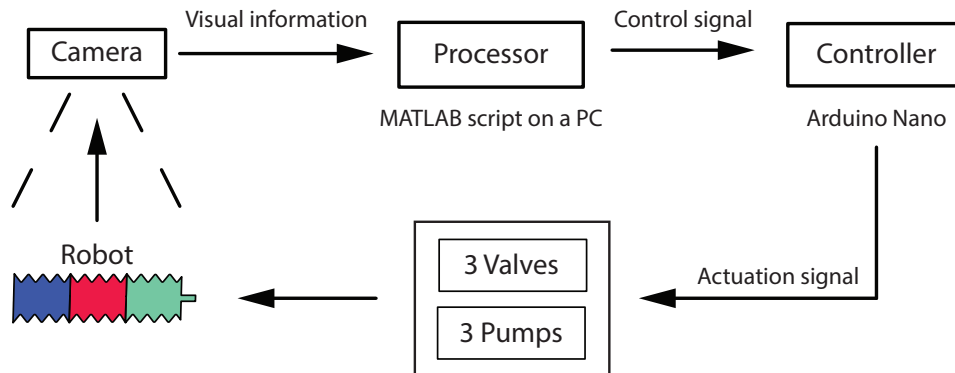 Visual information
Control signal
Camera
Processor
Controller
MATLAB script on a PC
Arduino Nano
Robot
3 Valves
Actuation signal
3 Pumps